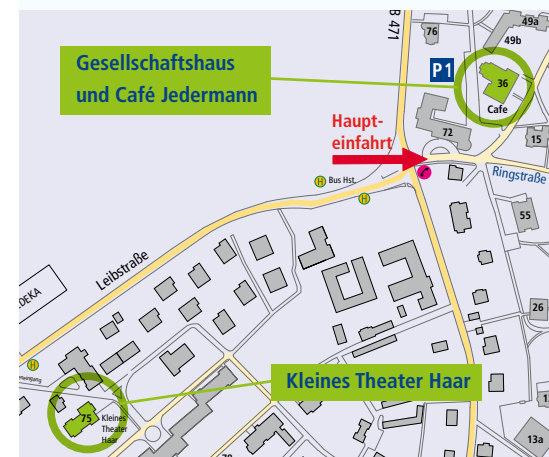 B 471
76
49a
49b
Gesellschaftshaus
und Café Jedermann
P1
36
Cafe
Haupt-
einfahrt
72
15
Ringstraße
H Bus Hst.
H
55
Leibstraße
26
H
Kleines Theater Haar
75
Kleines
Theater
Haar
13a